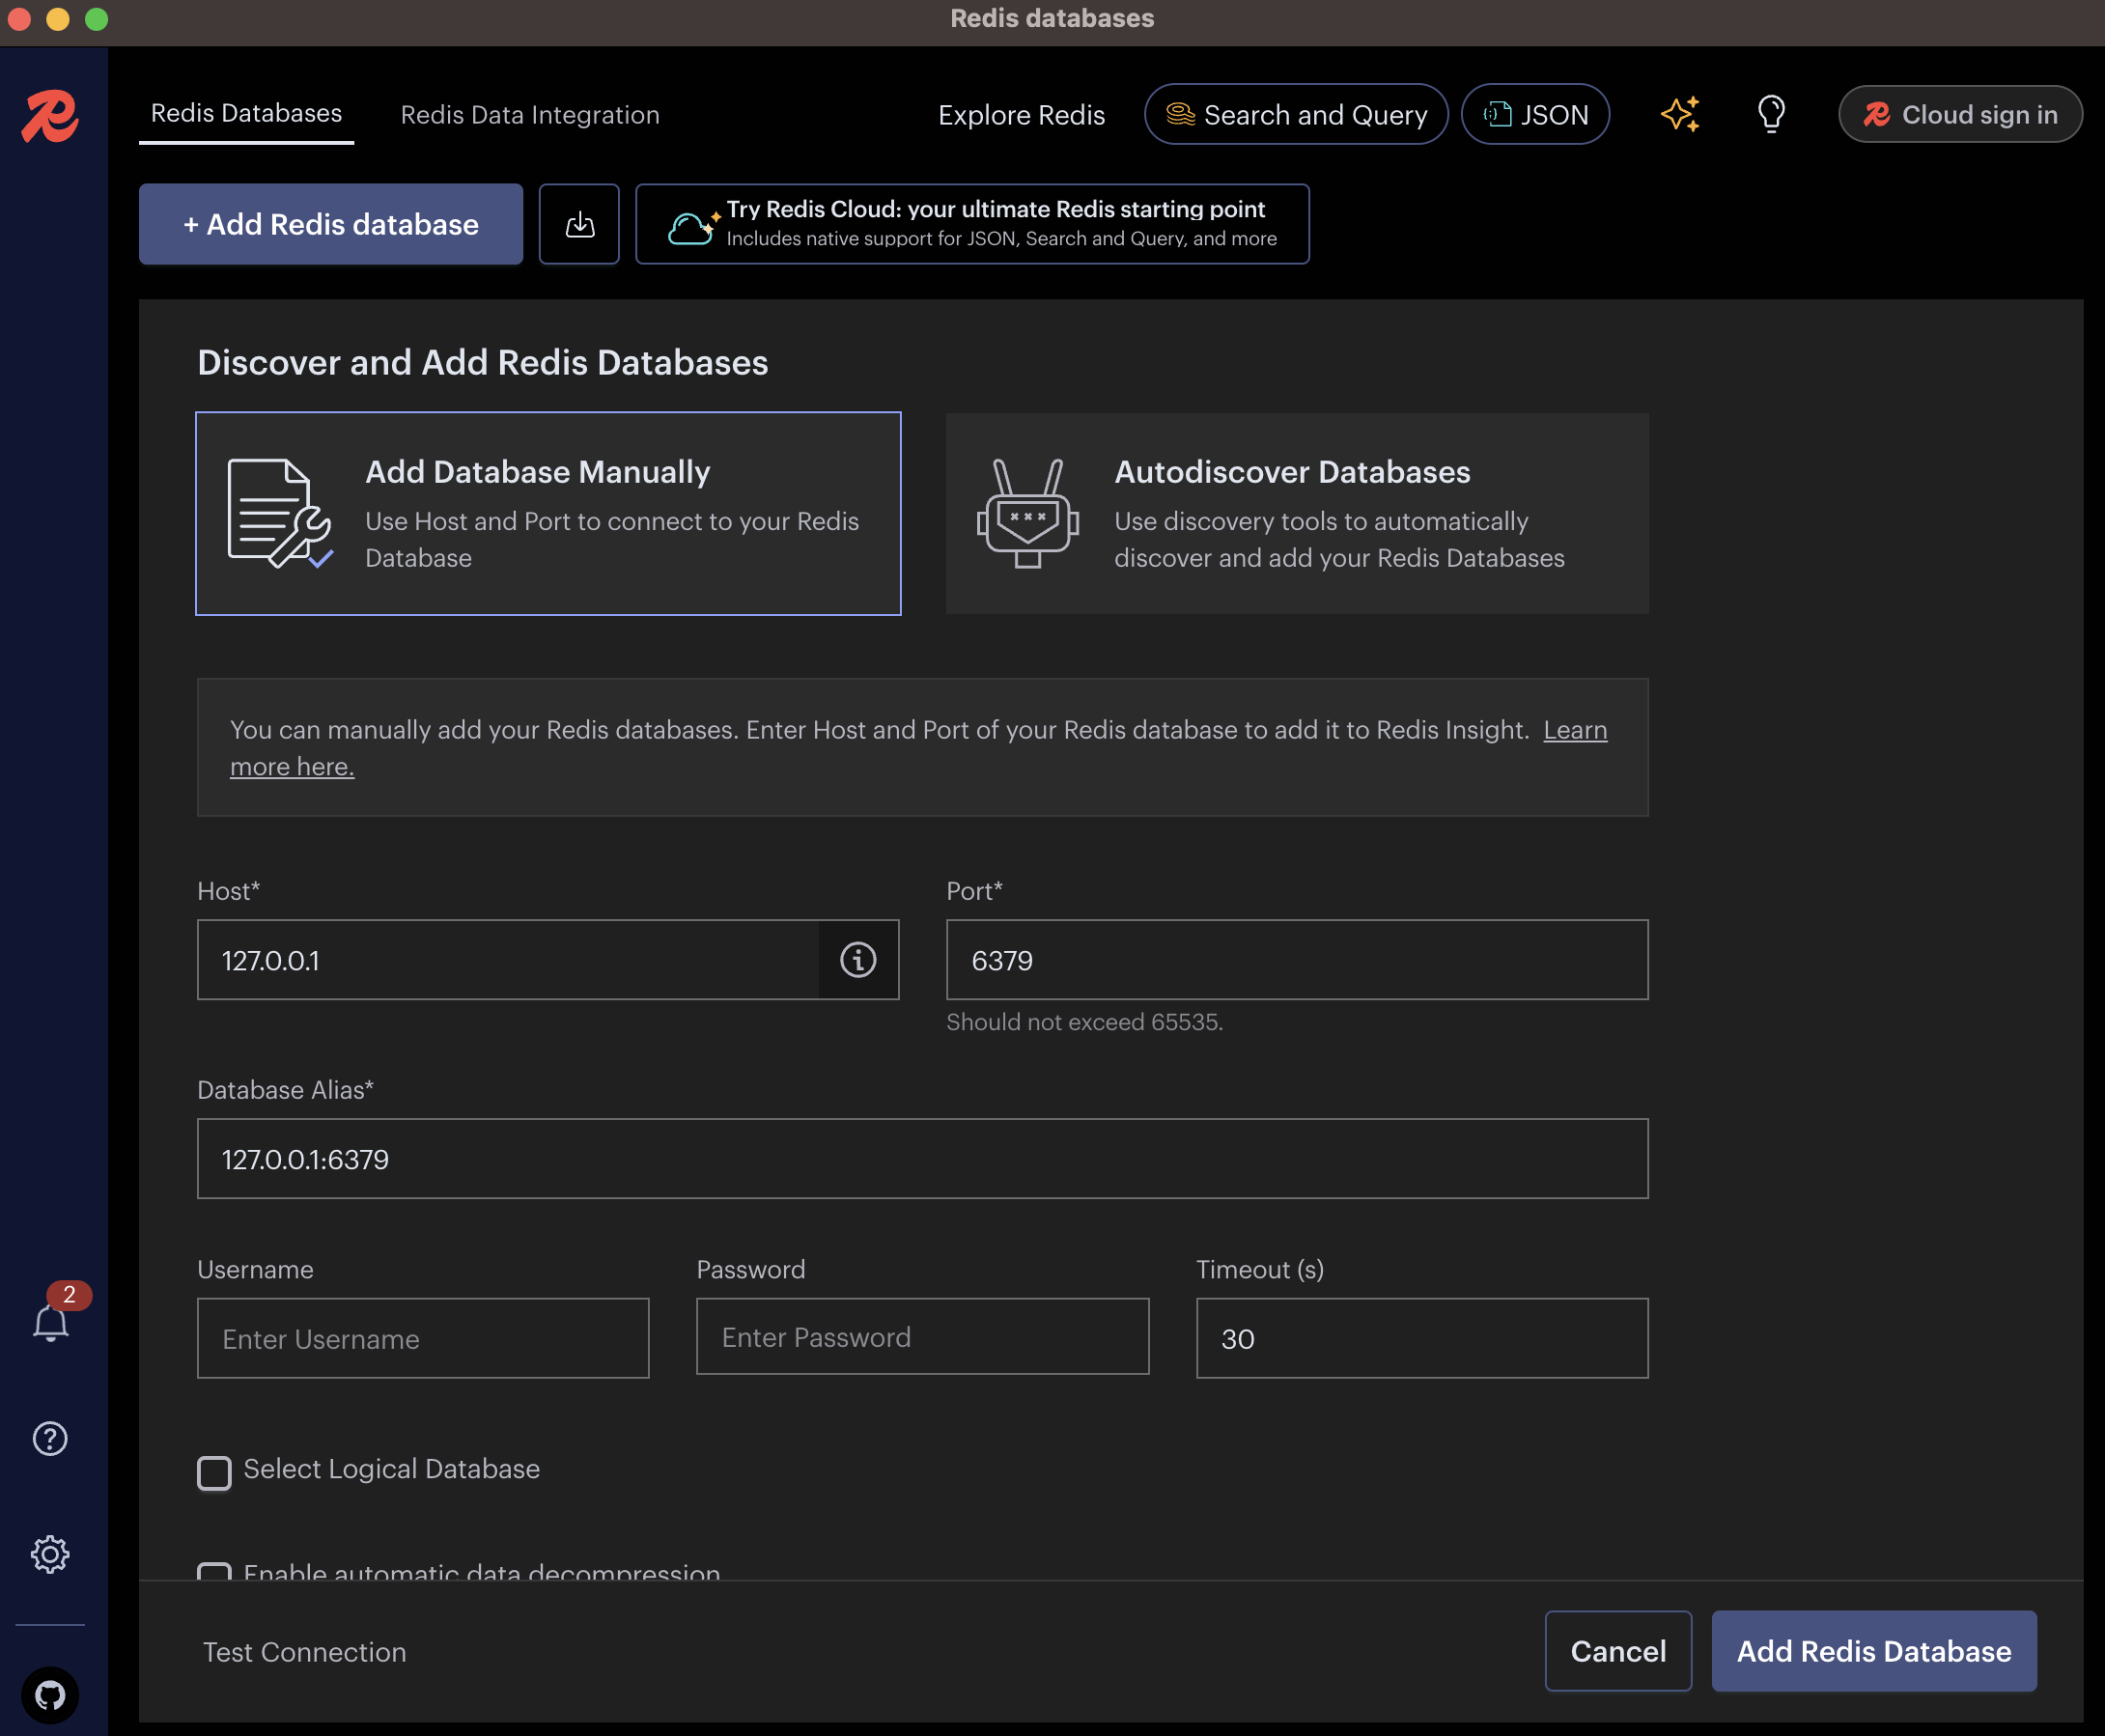 Redis databases
Redis Databases
Redis Data Integration
Explore Redis
Search and Query
JSON
Cloud sign in
+ Add Redis database
Try Redis Cloud: your ultimate Redis starting point
Includes native support for JSON, Search and Query, and more
Discover and Add Redis Databases
Add Database Manually
Use Host and Port to connect to your Redis
Database
Autodiscover Databases
Use discovery tools to automatically
discover and add your Redis Databases
You can manually add your Redis databases. Enter Host and Port of your Redis database to add it to Redis Insight. Learn
more here.
Host*
127.0.0.1
Port*
6379
Should not exceed 65535.
Database Alias*
127.0.0.1:6379
Username
Enter Username
Password
Enter Password
Timeout (s)
30
2
Select Logical Database
Enable automatic data decompression
Test Connection
Cancel
Add Redis Database